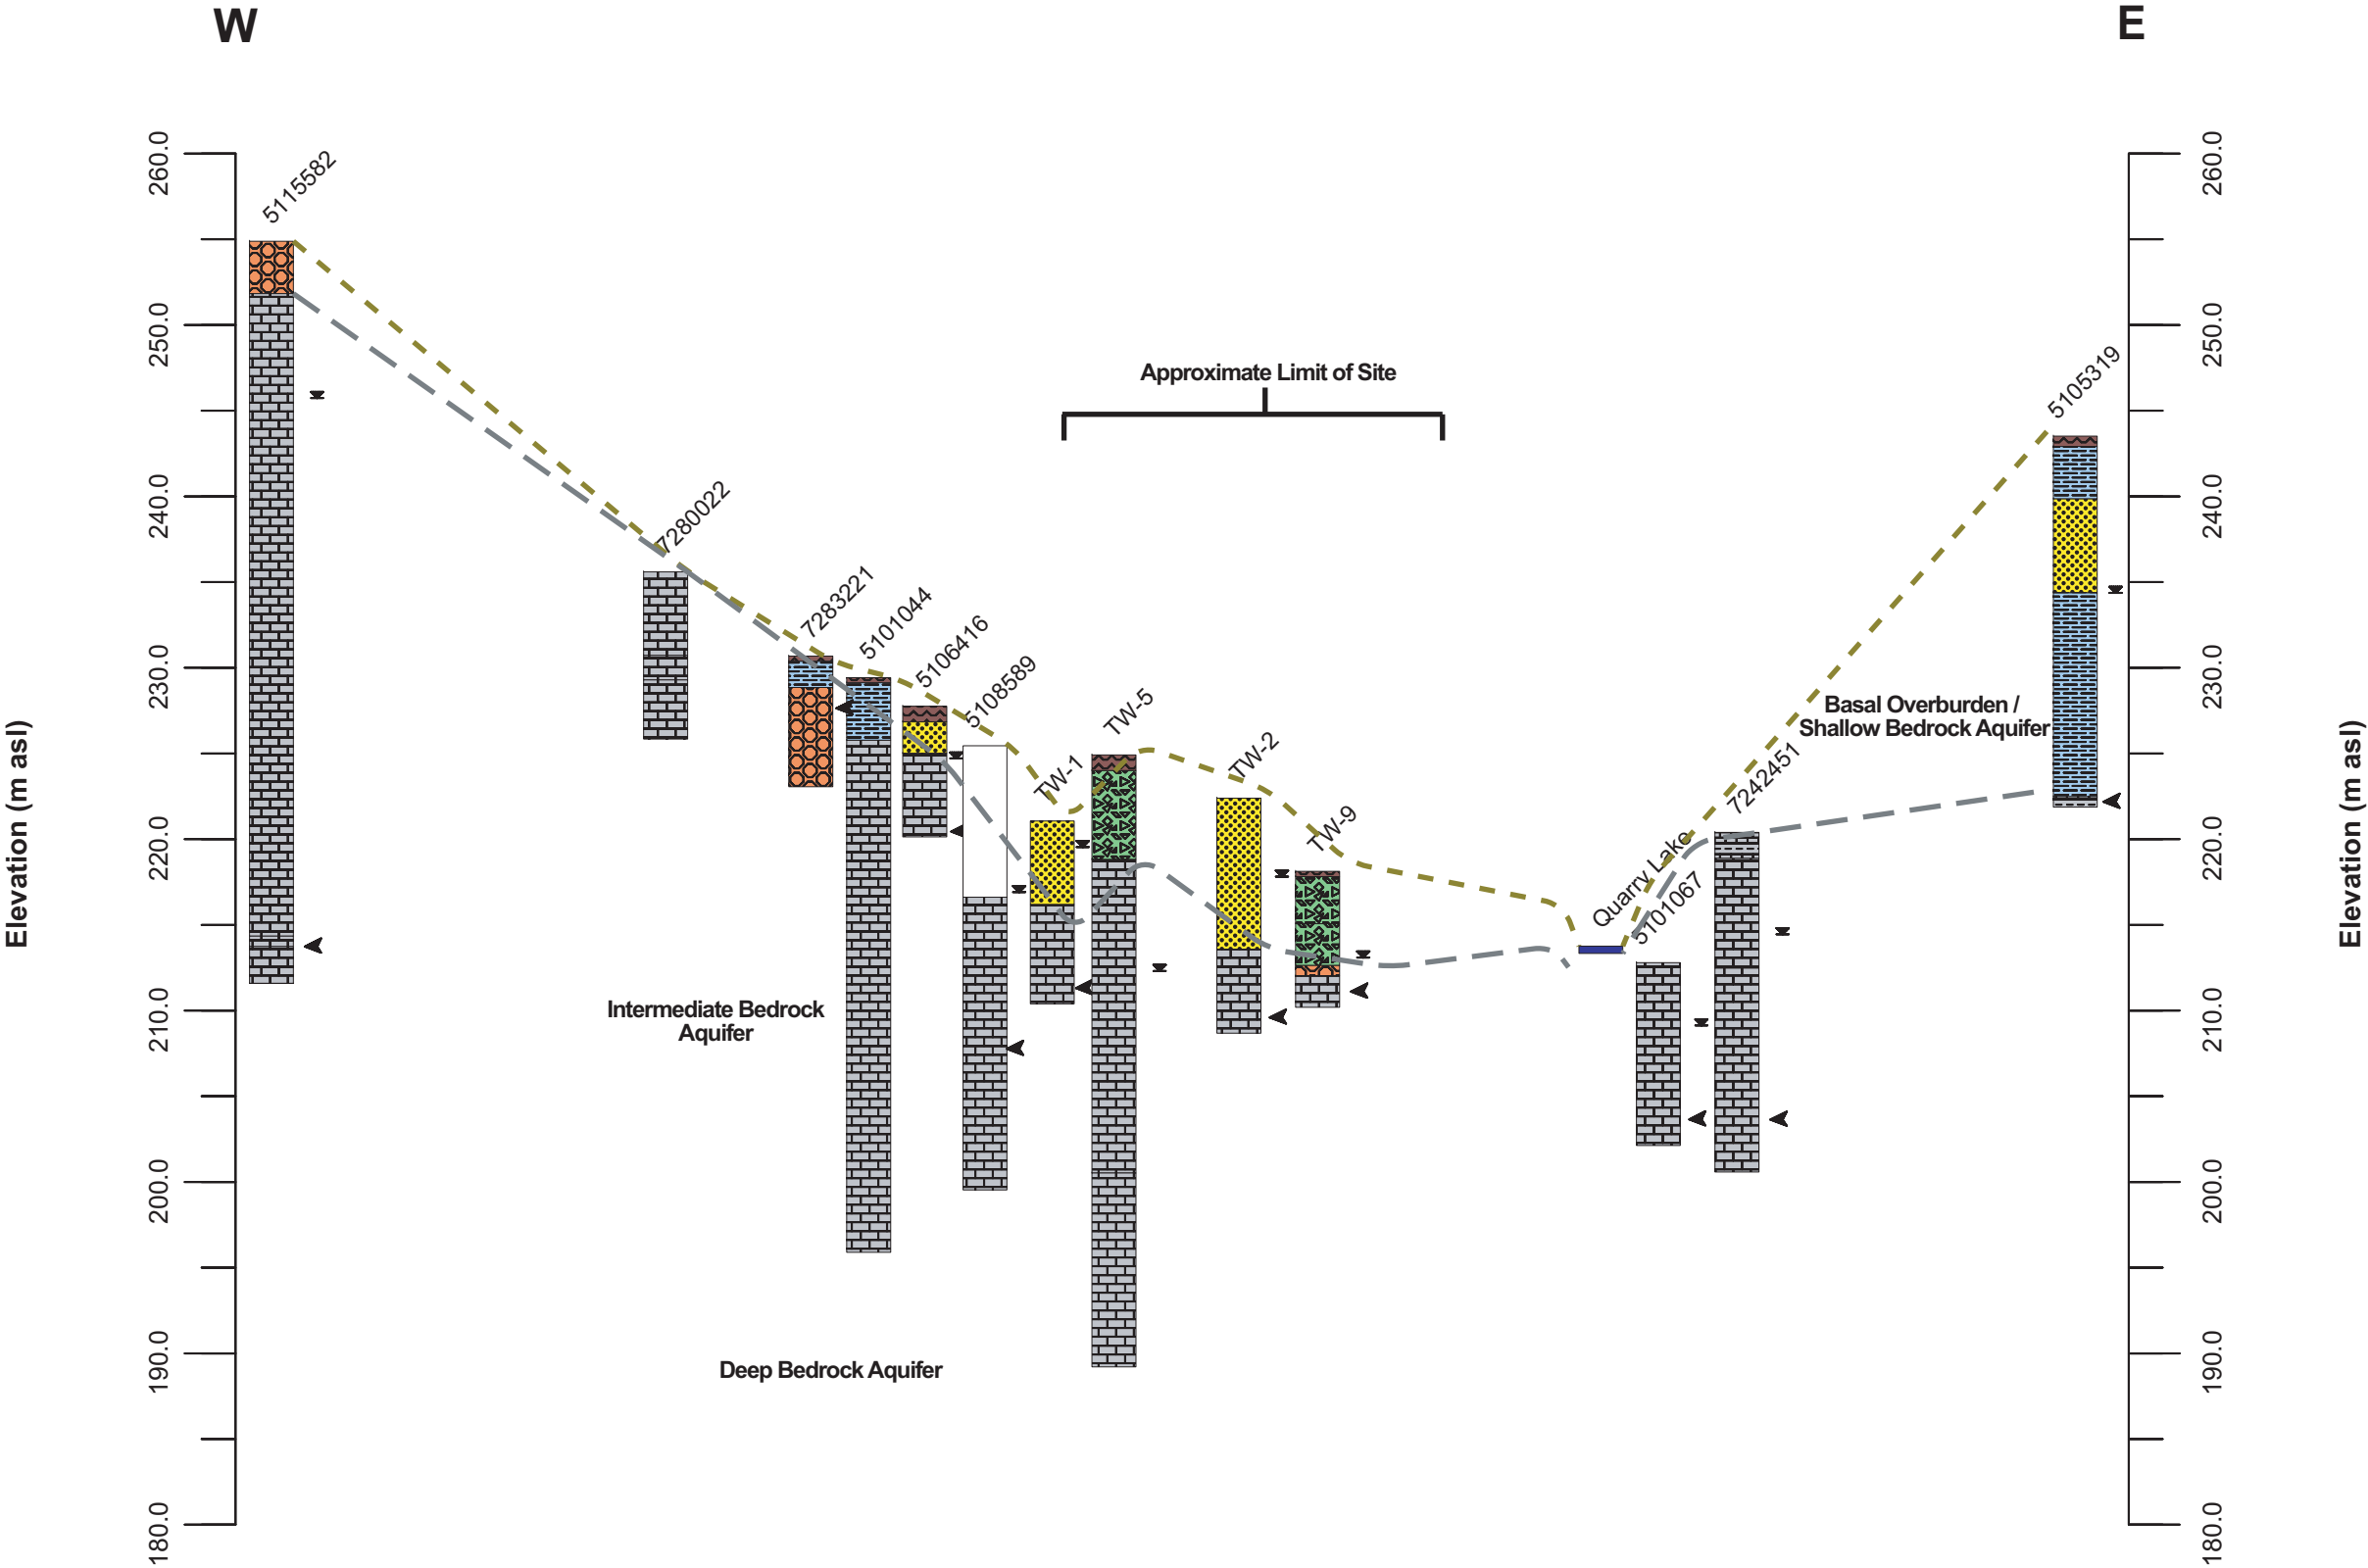 W
E
260.0
250.0
240.0
230.0
220.0
210.0
200.0
190.0
180.0
Elevation (m asl)
5115582
7280022
7283221
5101044
5106416
5108589
TW-1
TW-5
TW-2
TW-9
Quarry Lake
5101067
7242451
5105319
Approximate Limit of Site
Basal Overburden /
Shallow Bedrock Aquifer
Intermediate Bedrock
Aquifer
Deep Bedrock Aquifer
260.0
250.0
240.0
230.0
220.0
210.0
200.0
190.0
180.0
Elevation (m asl)